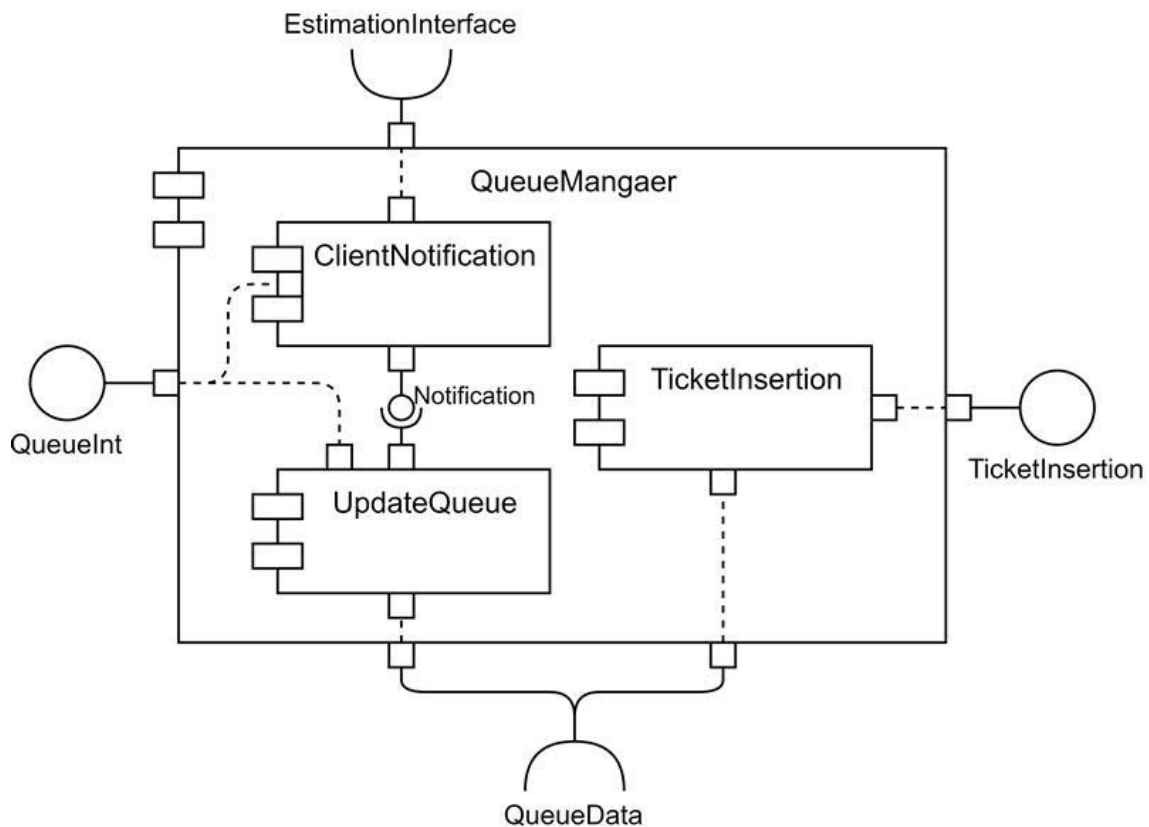 EstimationInterface
QueueMangaer
ClientNotification
Notification
TicketInsertion
QueueInt
TicketInsertion
UpdateQueue
QueueData